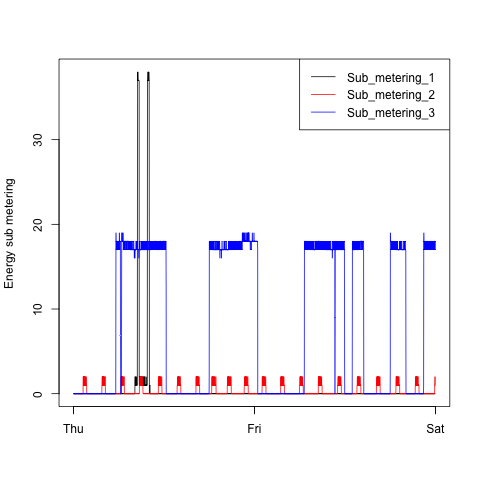 Sub_metering_1
Sub_metering_2
Sub_metering_3
Energy sub metering
30
20
10
0
Thu
Fri
Sat